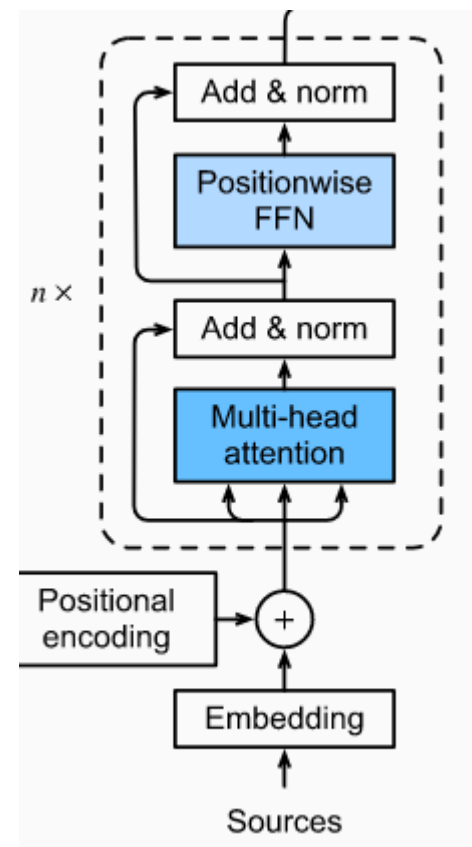 Add & norm
Positionwise
FFN
n ×
Add & norm
Multi-head
attention
Positional
encoding
+
Embedding
Sources